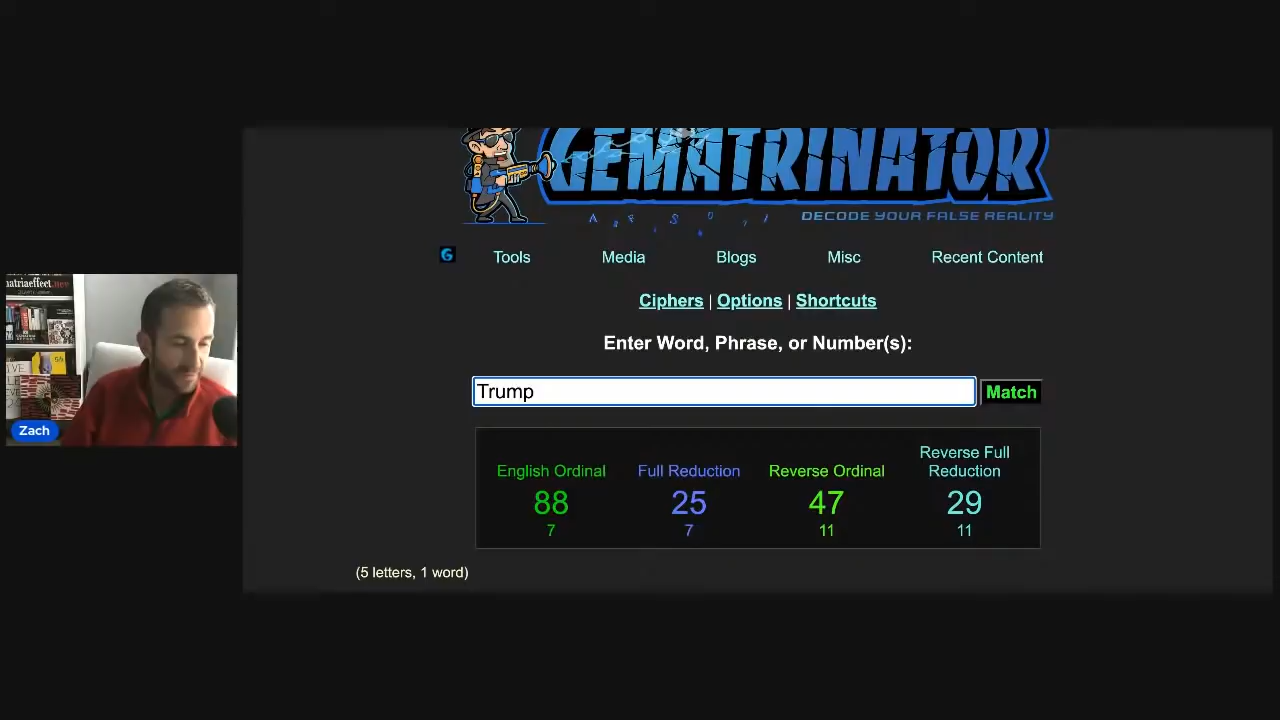 GEMATRINATOR
DECODE YOUR FALSE REALITY
G Tools Media Blogs Misc Recent Content
Ciphers | Options | Shortcuts
Enter Word, Phrase, or Number(s):
Trump Match
English Ordinal Full Reduction Reverse Ordinal Reverse Full Reduction
88 25 47 29
7 7 11 11
(5 letters, 1 word)
Zach